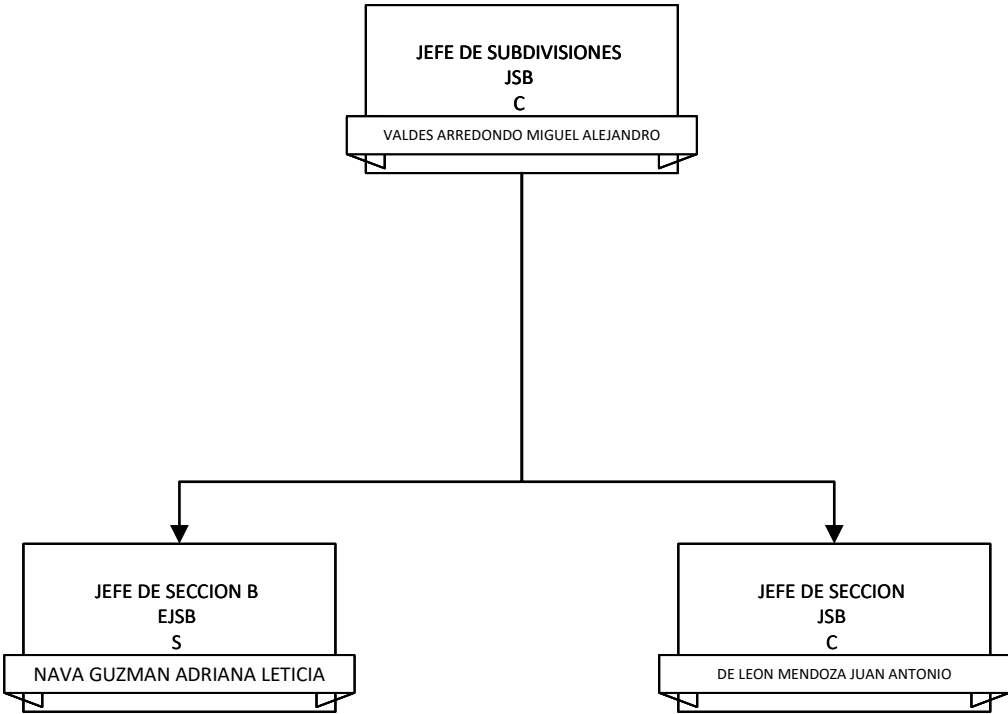 JEFE DE SUBDIVISIONES
JSB
C
VALDES ARREDONDO MIGUEL ALEJANDRO
JEFE DE SECCION B
EJSB
S
NAVA GUZMAN ADRIANA LETICIA
JEFE DE SECCION
JSB
C
DE LEON MENDOZA JUAN ANTONIO